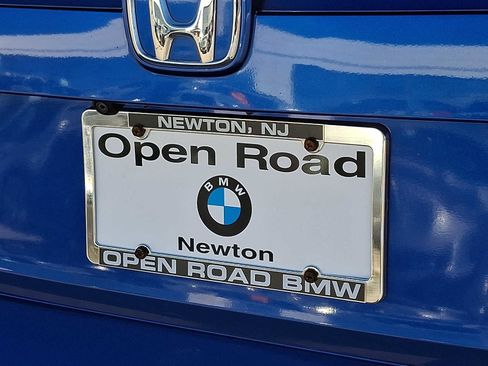 NEWTON, NJ
Open Road
BMW
Newton
OPEN ROAD BMW